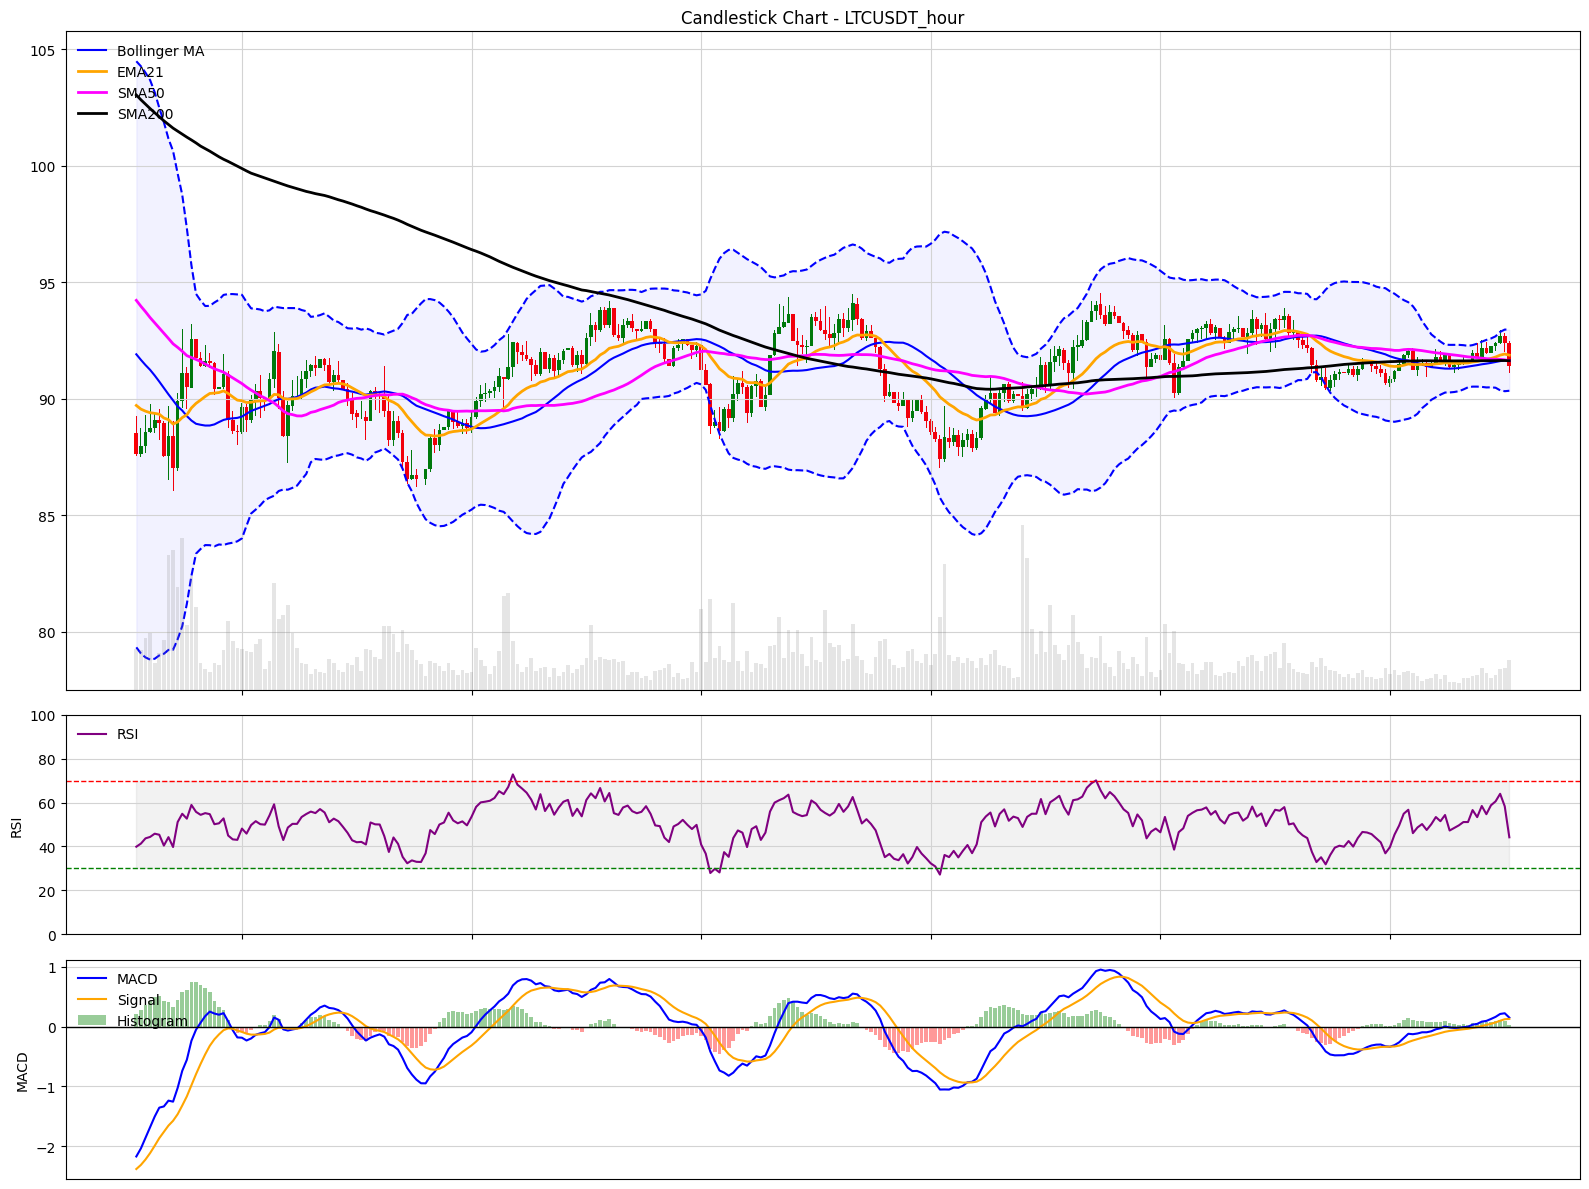 Candlestick Chart - LTCUSDT_hour
Bollinger MA
EMA21
SMA50
SMA200
105
100
95
90
85
80
RSI
100
80
60
40
20
0
RSI
MACD
Signal
Histogram
1
0
−1
−2
MACD